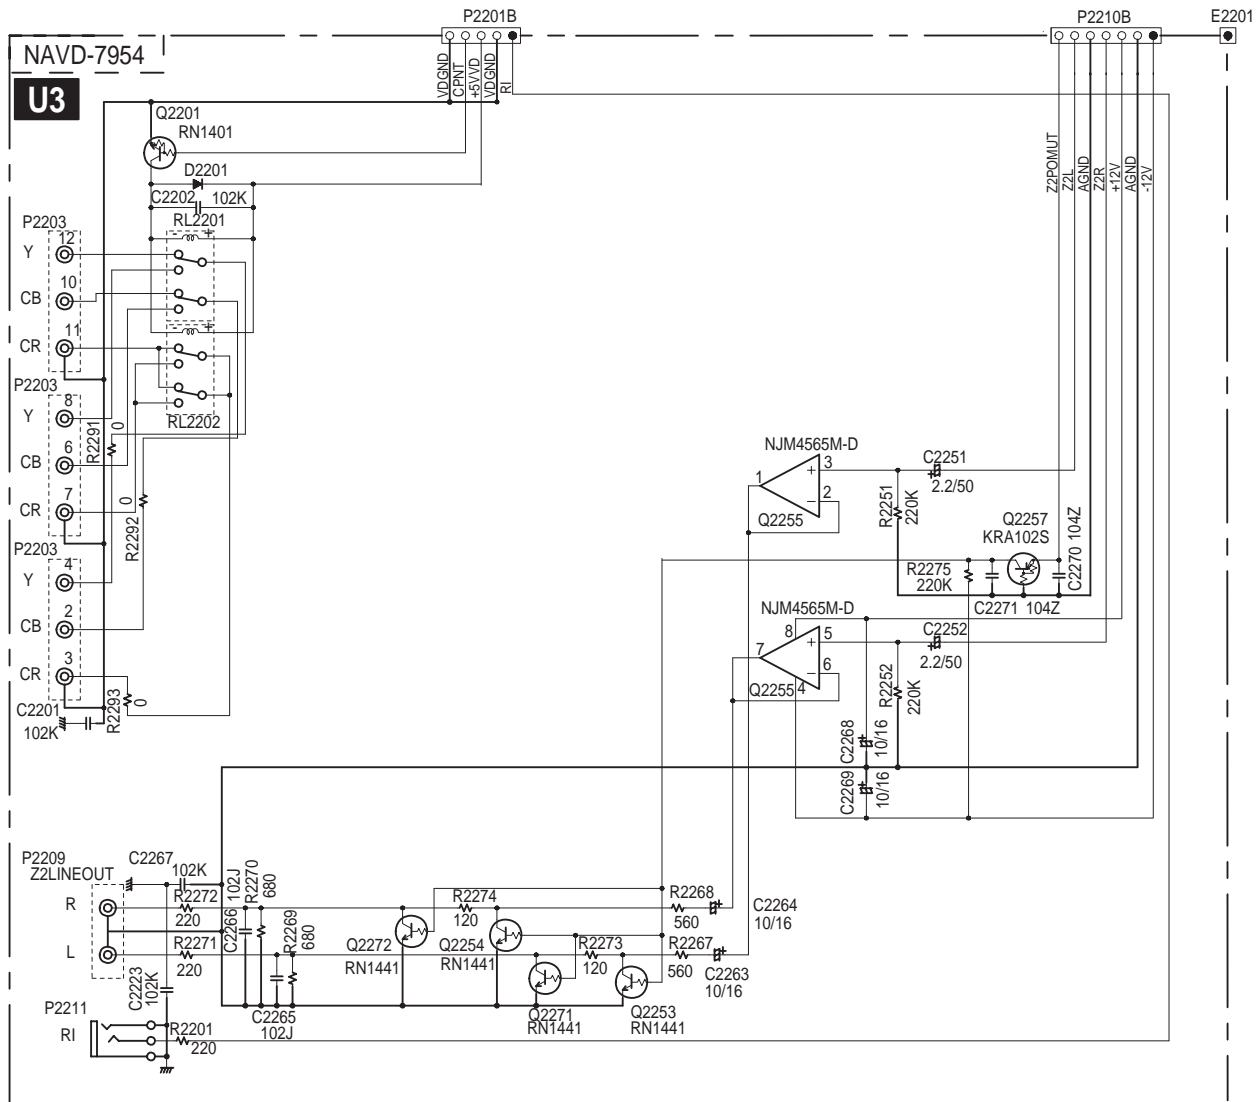 P2201B
P2210B
E2201
NAVD-7954
U3
VDGND
CPNT
+5VVD
VDGND
RI
Z2POMUT
Z2L
AGND
Z2R
+12V
AGND
-12V
Q2201
RN1401
D2201
C2202 102K
RL2201
- +
P2203
Y 12
CB 10
CR 11
- +
RL2202
P2203
Y 8
CB 6
CR 7
R2291 0
R2292 0
P2203
Y 4
CB 2
CR 3
R2293 0
C2201
102K
NJM4565M-D
1 + 3
- 2
Q2255
C2251
+
2.2/50
R2251
220K
Q2257
KRA102S
C2270 104Z
R2275
220K
C2271 104Z
NJM4565M-D
8 + 5
7
- 6
Q2255 4
C2252
+
2.2/50
R2252
220K
C2268 + 10/16
C2269 + 10/16
P2209
Z2LINEOUT
R
L
C2267
102K
R2272
220
R2271
220
C2266 102J
R2270
680
R2269
680
C2265
102J
C2223
102K
Q2272
RN1441
R2274
120
Q2254
RN1441
Q2271
RN1441
R2273
120
Q2253
RN1441
R2268
560
R2267
560
+
C2264
10/16
+
C2263
10/16
P2211
RI
R2201
220